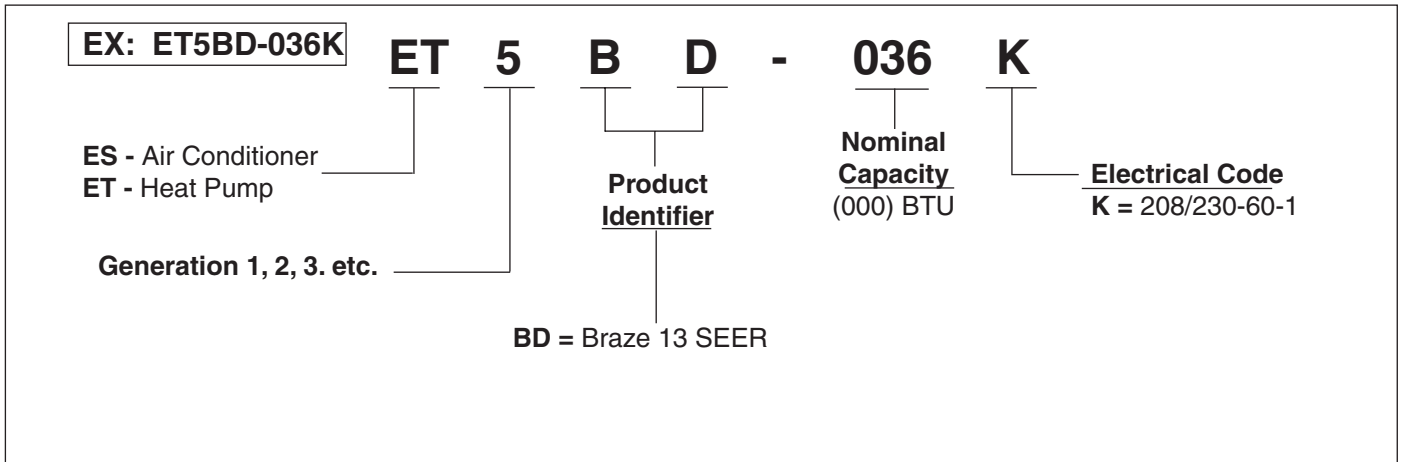 EX: ET5BD-036K
ET 5 B D - 036 K
ES - Air Conditioner
ET - Heat Pump
Generation 1, 2, 3. etc.
Product
Identifier
BD = Braze 13 SEER
Nominal
Capacity
(000) BTU
Electrical Code
K = 208/230-60-1